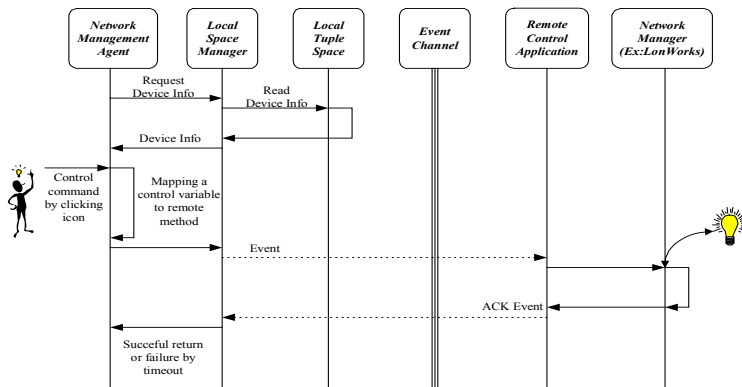 Network
Management
Agent
Local
Space
Manager
Local
Tuple
Space
Event
Channel
Remote
Control
Application
Network
Manager
(Ex:LonWorks)
Request
Device Info
Read
Device Info
Device Info
Control
command
by clicking
icon
Mapping a
control variable
to remote
method
Event
ACK Event
Succeful return
or failure by
timeout